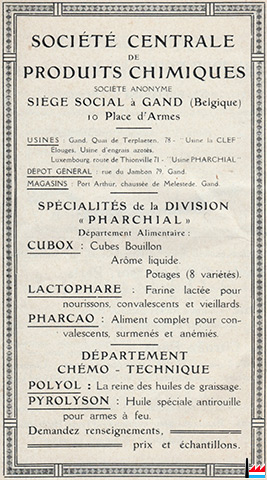 SOCIÉTÉ CENTRALE
DE
PRODUITS CHIMIQUES
SOCIÉTÉ ANONYME
SIÈGE SOCIAL à GAND (Belgique)
10 Place d'Armes
USINES : Gand, Quai de Terplaeten, 78 - "Usine la CLEF"
Elouges. Usine d'engrais azotés.
Luxembourg, route de Thionville 71 - "Usine PHARCHIAL"
DÉPOT GÉNÉRAL : rue du Jambon 79, Gand.
MAGASINS : Port Arthur, chaussée de Melestede, Gand.
SPÉCIALITÉS de la DIVISION
« PHARCHIAL »
Département Alimentaire :
CUBOX : Cubes Bouillon
Arôme liquide.
Potages (8 variétés).
LACTOPHARE : Farine lactée pour
nourissons, convalescents et vieillards.
PHARCAO : Aliment complet pour con-
valescents, surmenés et anémiés.
DÉPARTEMENT
CHÉMO - TECHNIQUE
POLYOL : La reine des huiles de graissage.
PYROLYSON : Huile spéciale antirouille
pour armes à feu.
Demandez renseignements,
prix et échantillons.